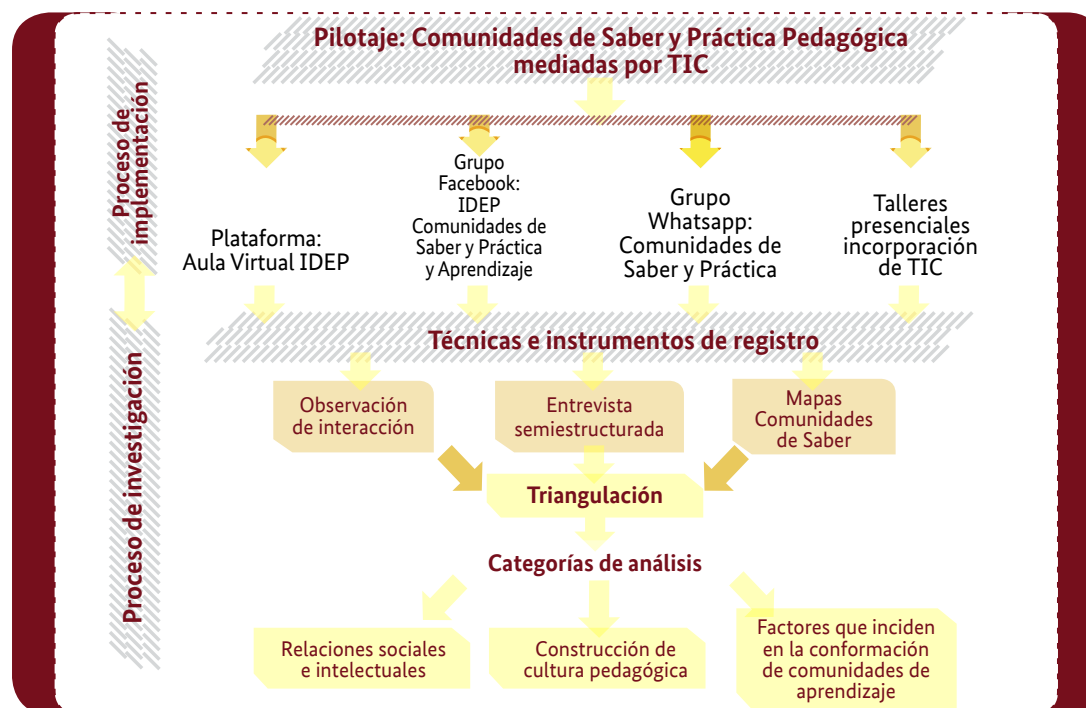 Pilotaje: Comunidades de Saber y Práctica Pedagógica
mediadas por TIC
Proceso de
implementación
Plataforma:
Aula Virtual IDEP
Grupo
Facebook:
IDEP
Comunidades de
Saber y Práctica
y Aprendizaje
Grupo
Whatsapp:
Comunidades de
Saber y Práctica
Talleres
presenciales
incorporación
de TIC
Proceso de investigación
Técnicas e instrumentos de registro
Observación
de interacción
Entrevista
semiestructurada
Mapas
Comunidades
de Saber
Triangulación
Categorías de análisis
Relaciones sociales
e intelectuales
Construcción de
cultura pedagógica
Factores que inciden
en la conformación
de comunidades de
aprendizaje